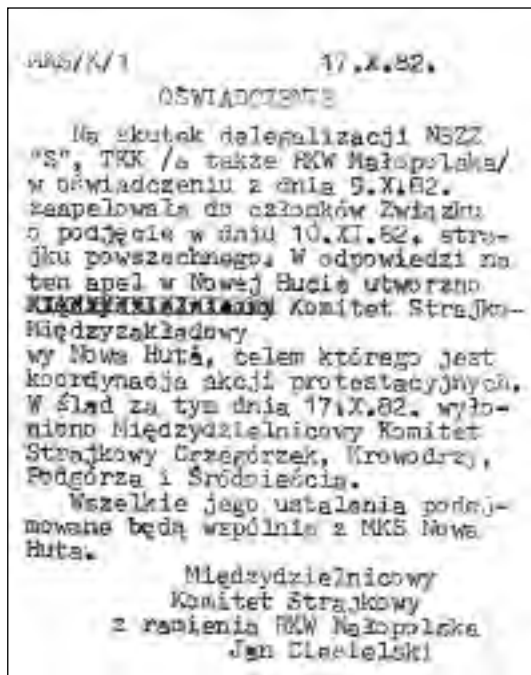 MKS/K/1 17.X.82.
OŚWIADCZENIE
Na skutek delegalizacji NSZZ
"S", TKK /a także RKW Małopolska/
w oświadczeniu z dnia 9.X.82.
zaapelowała do członków Związku
o podjęcie w dniu 10.XI.82. stra-
jku powszechnego. W odpowiedzi na
ten apel w Nowej Hucie utworzono
Komitet Strajko-
Międzyzakładowy
wy Nowa Huta, celem którego jest
koordynacja akcji protestacyjnych.
W ślad za tym dnia 17.X.82. wyło-
niono Międzydzielnicowy Komitet
Strajkowy Grzegórzek, Krowodrzy,
Podgórza i Śródmieścia.
Wszelkie jego ustalenia podej-
mowane będą wspólnie z MKS Nowa
Huta.
Międzydzielnicowy
Komitet Strajkowy
z ramienia RKW Małopolska
Jan Ciesielski